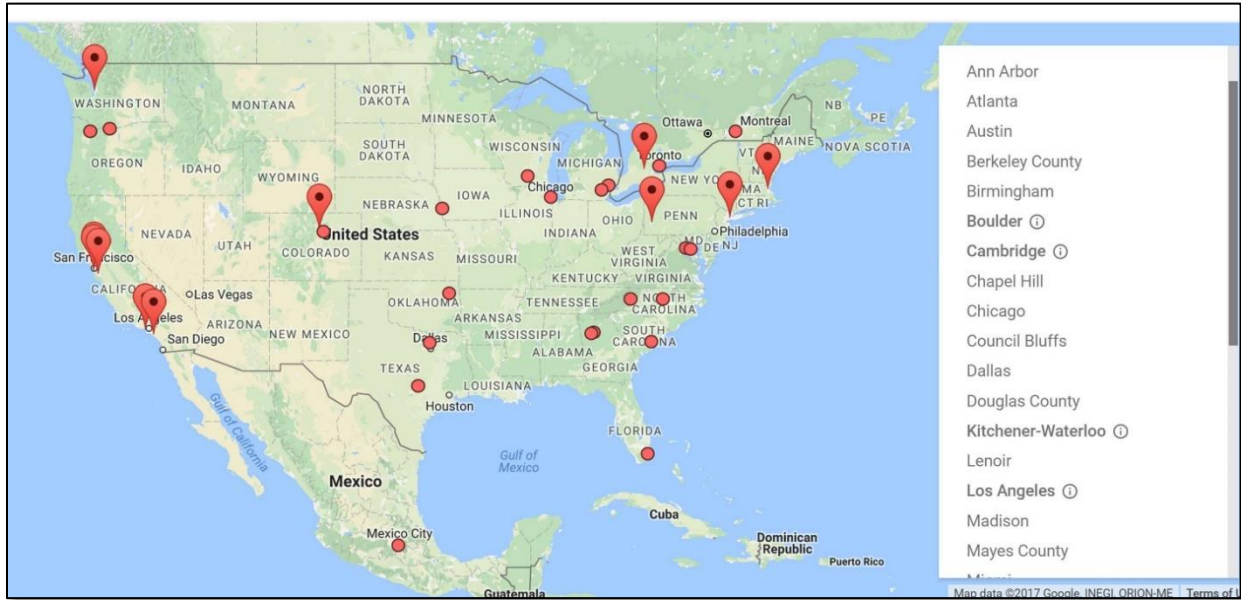 WASHINGTON
MONTANA
NORTH
DAKOTA
MINNESOTA
Ottawa
Montreal
NB
PE
MAINE
NOVA SCOTIA
OREGON
IDAHO
SOUTH
DAKOTA
WISCONSIN
MICHIGAN
Toronto
VT
WYOMING
Chicago
NEW YO
MA
CT RI
NEBRASKA
IOWA
ILLINOIS
INDIANA
OHIO
PENN
Philadelphia
NEVADA
UTAH
COLORADO
United States
KANSAS
MISSOURI
WEST
VIRGINIA
MD
DE
NJ
San Francisco
CALIFO
Las Vegas
KENTUCKY
VIRGINIA
OKLAHOMA
TENNESSEE
NORTH
CAROLINA
Los Angeles
ARIZONA
NEW MEXICO
ARKANSAS
San Diego
Dallas
MISSISSIPPI
SOUTH
CAROLINA
ALABAMA
TEXAS
GEORGIA
LOUISIANA
Houston
Gulf of
California
FLORIDA
Gulf of
Mexico
Mexico
Mexico City
Cuba
Dominican
Republic
Puerto Rico
Guatemala
Ann Arbor
Atlanta
Austin
Berkeley County
Birmingham
Boulder
Cambridge
Chapel Hill
Chicago
Council Bluffs
Dallas
Douglas County
Kitchener-Waterloo
Lenoir
Los Angeles
Madison
Mayes County
Miami
Map data ©2017 Google, INEGI, ORION-ME
Terms of